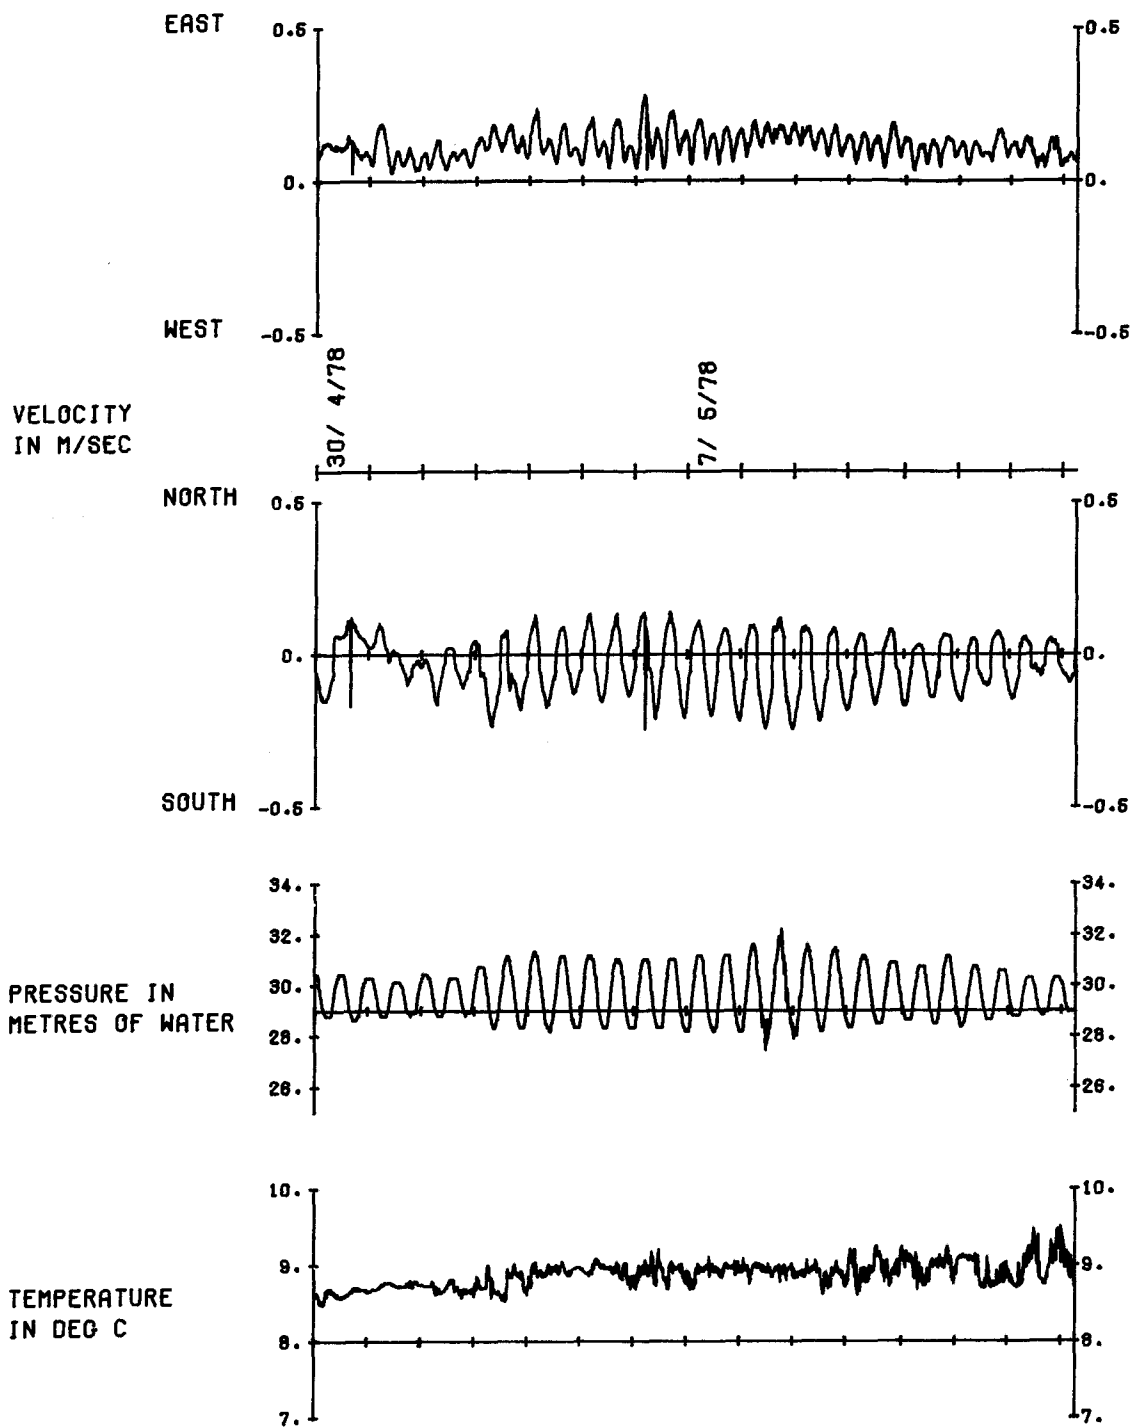 EAST 0.5 0.5
0. 0.
WEST -0.5 -0.5
30/ 4/78
7/ 5/78
VELOCITY
IN M/SEC
NORTH 0.5 0.5
0. 0.
SOUTH -0.5 -0.5
34. 34.
32. 32.
30. 30.
PRESSURE IN
METRES OF WATER
28. 28.
26. 26.
10. 10.
9. 9.
TEMPERATURE
IN DEG C
8. 8.
7. 7.